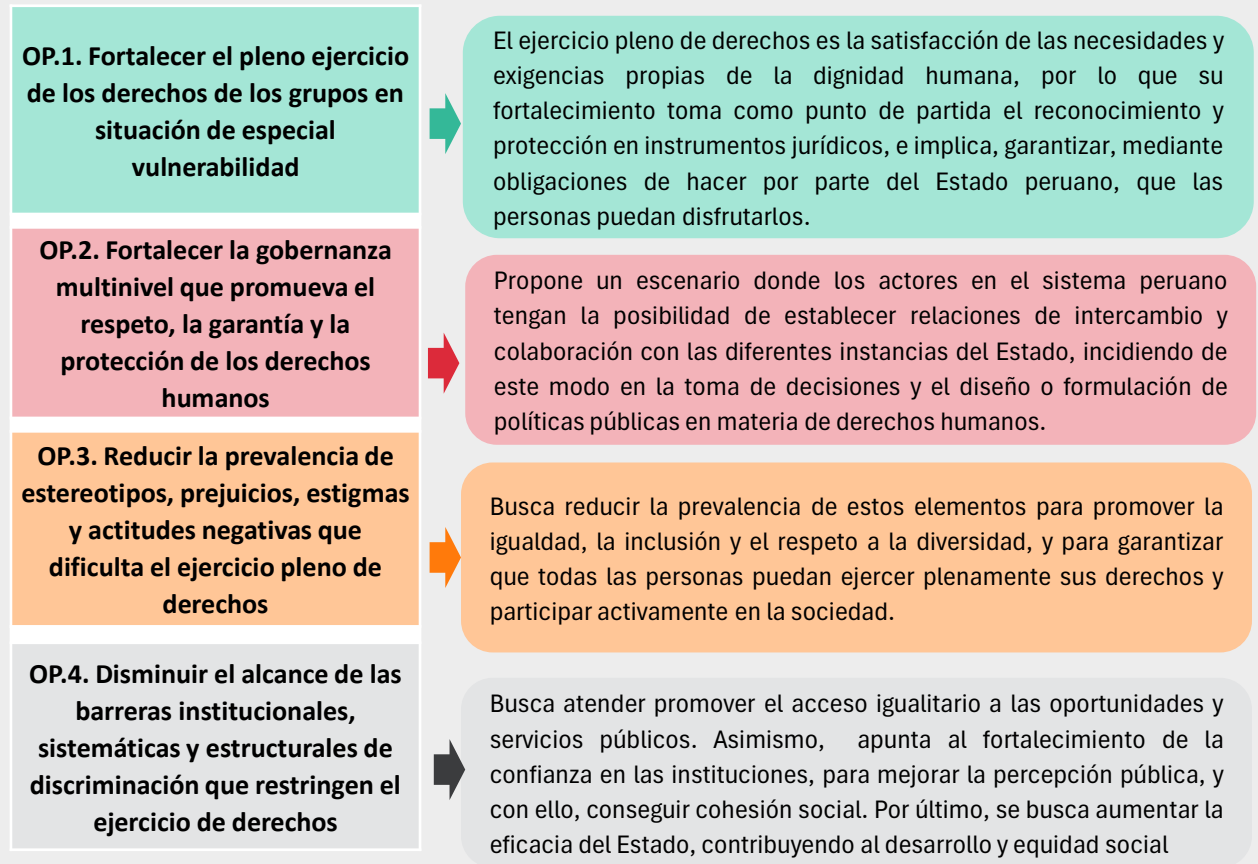 OP.1. Fortalecer el pleno ejercicio
de los derechos de los grupos en
situación de especial
vulnerabilidad
El ejercicio pleno de derechos es la satisfacción de las necesidades y
exigencias propias de la dignidad humana, por lo que su
fortalecimiento toma como punto de partida el reconocimiento y
protección en instrumentos jurídicos, e implica, garantizar, mediante
obligaciones de hacer por parte del Estado peruano, que las
personas puedan disfrutarlos.
OP.2. Fortalecer la gobernanza
multinivel que promueva el
respeto, la garantía y la
protección de los derechos
humanos
Propone un escenario donde los actores en el sistema peruano
tengan la posibilidad de establecer relaciones de intercambio y
colaboración con las diferentes instancias del Estado, incidiendo de
este modo en la toma de decisiones y el diseño o formulación de
políticas públicas en materia de derechos humanos.
OP.3. Reducir la prevalencia de
estereotipos, prejuicios, estigmas
y actitudes negativas que
dificulta el ejercicio pleno de
derechos
Busca reducir la prevalencia de estos elementos para promover la
igualdad, la inclusión y el respeto a la diversidad, y para garantizar
que todas las personas puedan ejercer plenamente sus derechos y
participar activamente en la sociedad.
OP.4. Disminuir el alcance de las
barreras institucionales,
sistemáticas y estructurales de
discriminación que restringen el
ejercicio de derechos
Busca atender promover el acceso igualitario a las oportunidades y
servicios públicos. Asimismo, apunta al fortalecimiento de la
confianza en las instituciones, para mejorar la percepción pública, y
con ello, conseguir cohesión social. Por último, se busca aumentar la
eficacia del Estado, contribuyendo al desarrollo y equidad social